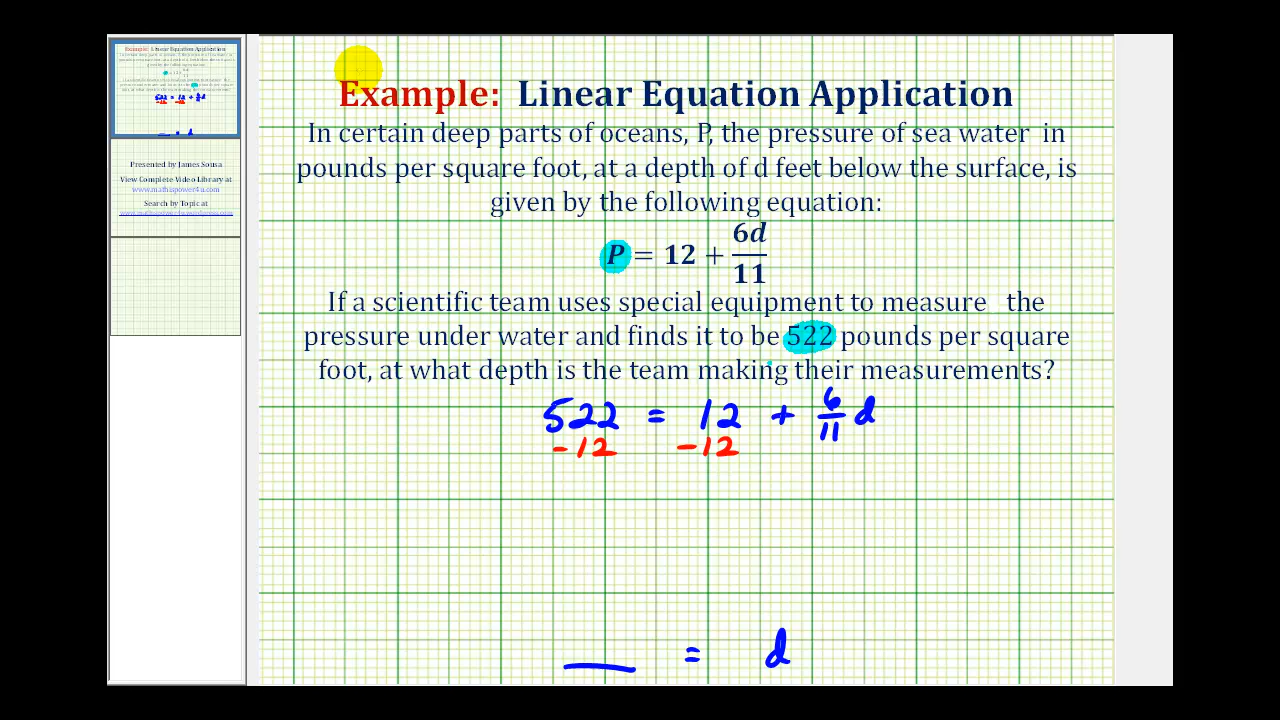 Example: Linear Equation Application
In certain deep parts of oceans, P, the pressure of sea water in
pounds per square foot, at a depth of d feet below the surface, is
given by the following equation:
P = 12 + 6d/11
If a scientific team uses special equipment to measure the
pressure under water and finds it to be 522 pounds per square
foot, at what depth is the team making their measurements?
522 = 12 + 6/11 d
-12 -12
= d
Presented by James Sousa
View Complete Video Library at
www.mathispower4u.com
Search by Topic at
www.mathispower4u.wordpress.com